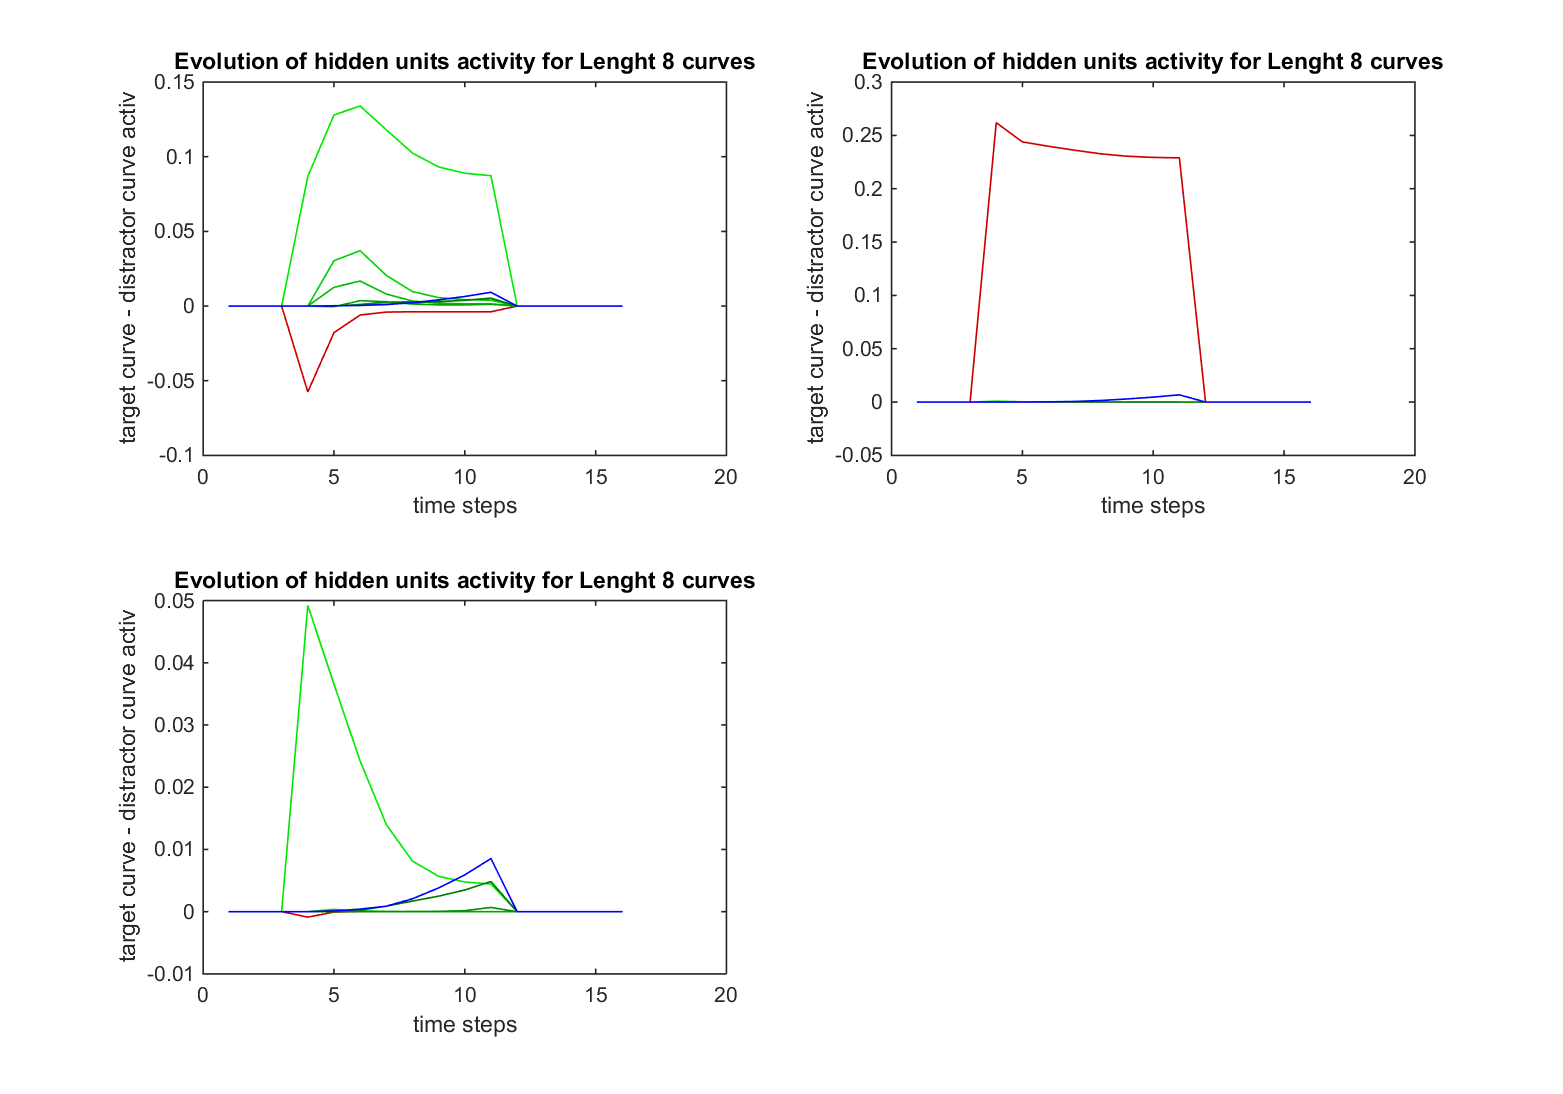 Evolution of hidden units activity for Lenght 8 curves
target curve - distractor curve activ
0.15
0.1
0.05
0
-0.05
-0.1
0 5 10 15 20
time steps
Evolution of hidden units activity for Lenght 8 curves
target curve - distractor curve activ
0.3
0.25
0.2
0.15
0.1
0.05
0
-0.05
0 5 10 15 20
time steps
Evolution of hidden units activity for Lenght 8 curves
target curve - distractor curve activ
0.05
0.04
0.03
0.02
0.01
0
-0.01
0 5 10 15 20
time steps